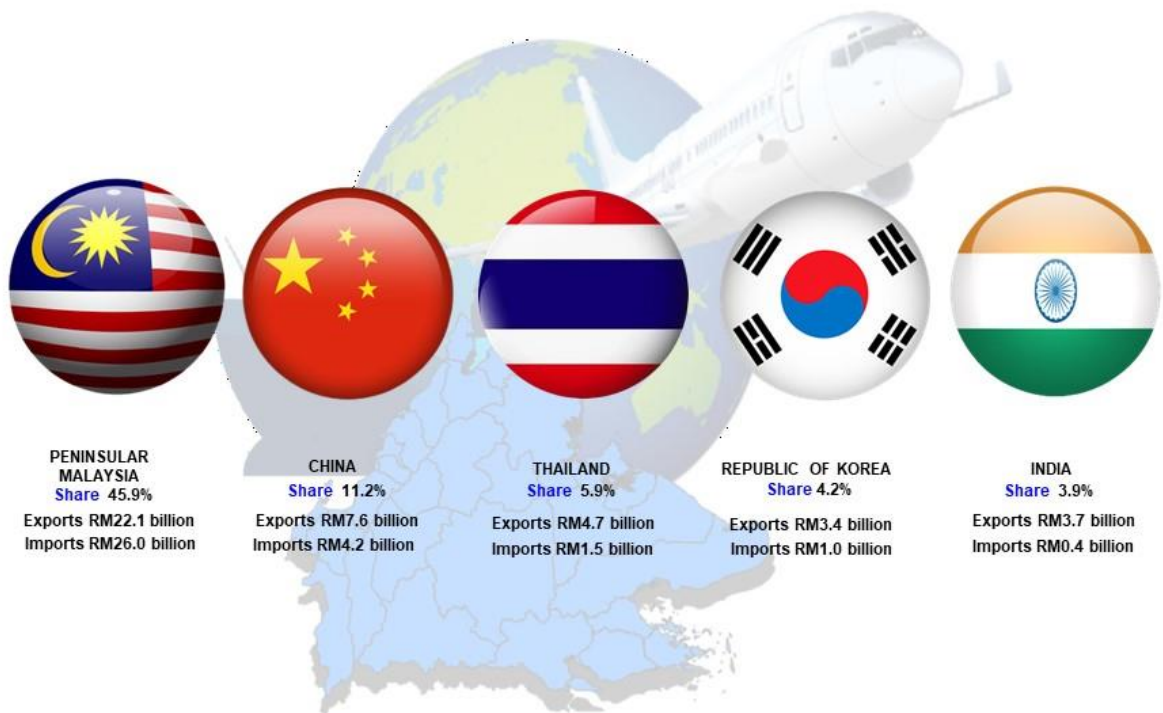 PENINSULAR
MALAYSIA
Share 45.9%
Exports RM22.1 billion
Imports RM26.0 billion
CHINA
Share 11.2%
Exports RM7.6 billion
Imports RM4.2 billion
THAILAND
Share 5.9%
Exports RM4.7 billion
Imports RM1.5 billion
REPUBLIC OF KOREA
Share 4.2%
Exports RM3.4 billion
Imports RM1.0 billion
INDIA
Share 3.9%
Exports RM3.7 billion
Imports RM0.4 billion